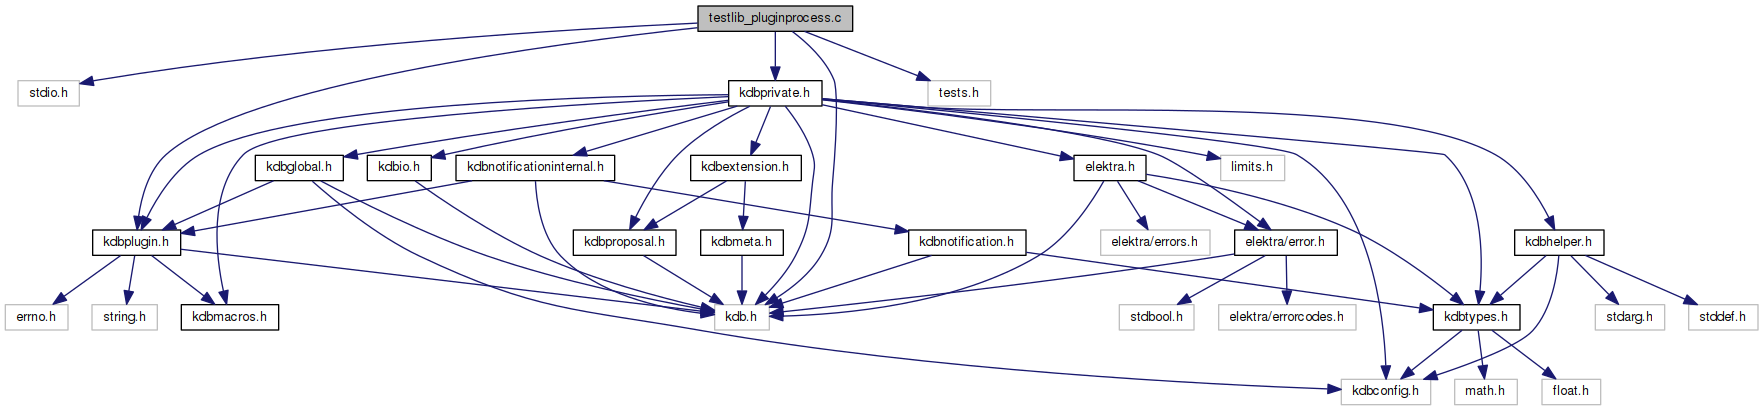 testlib_pluginprocess.c
stdio.h
kdbprivate.h
tests.h
kdbglobal.h
kdbio.h
kdbnotificationinternal.h
kdbextension.h
elektra.h
limits.h
kdbplugin.h
kdbproposal.h
kdbmeta.h
kdbnotification.h
elektra/errors.h
elektra/error.h
kdbhelper.h
errno.h
string.h
kdbmacros.h
kdb.h
stdbool.h
elektra/errorcodes.h
kdbtypes.h
stdarg.h
stddef.h
kdbconfig.h
math.h
float.h